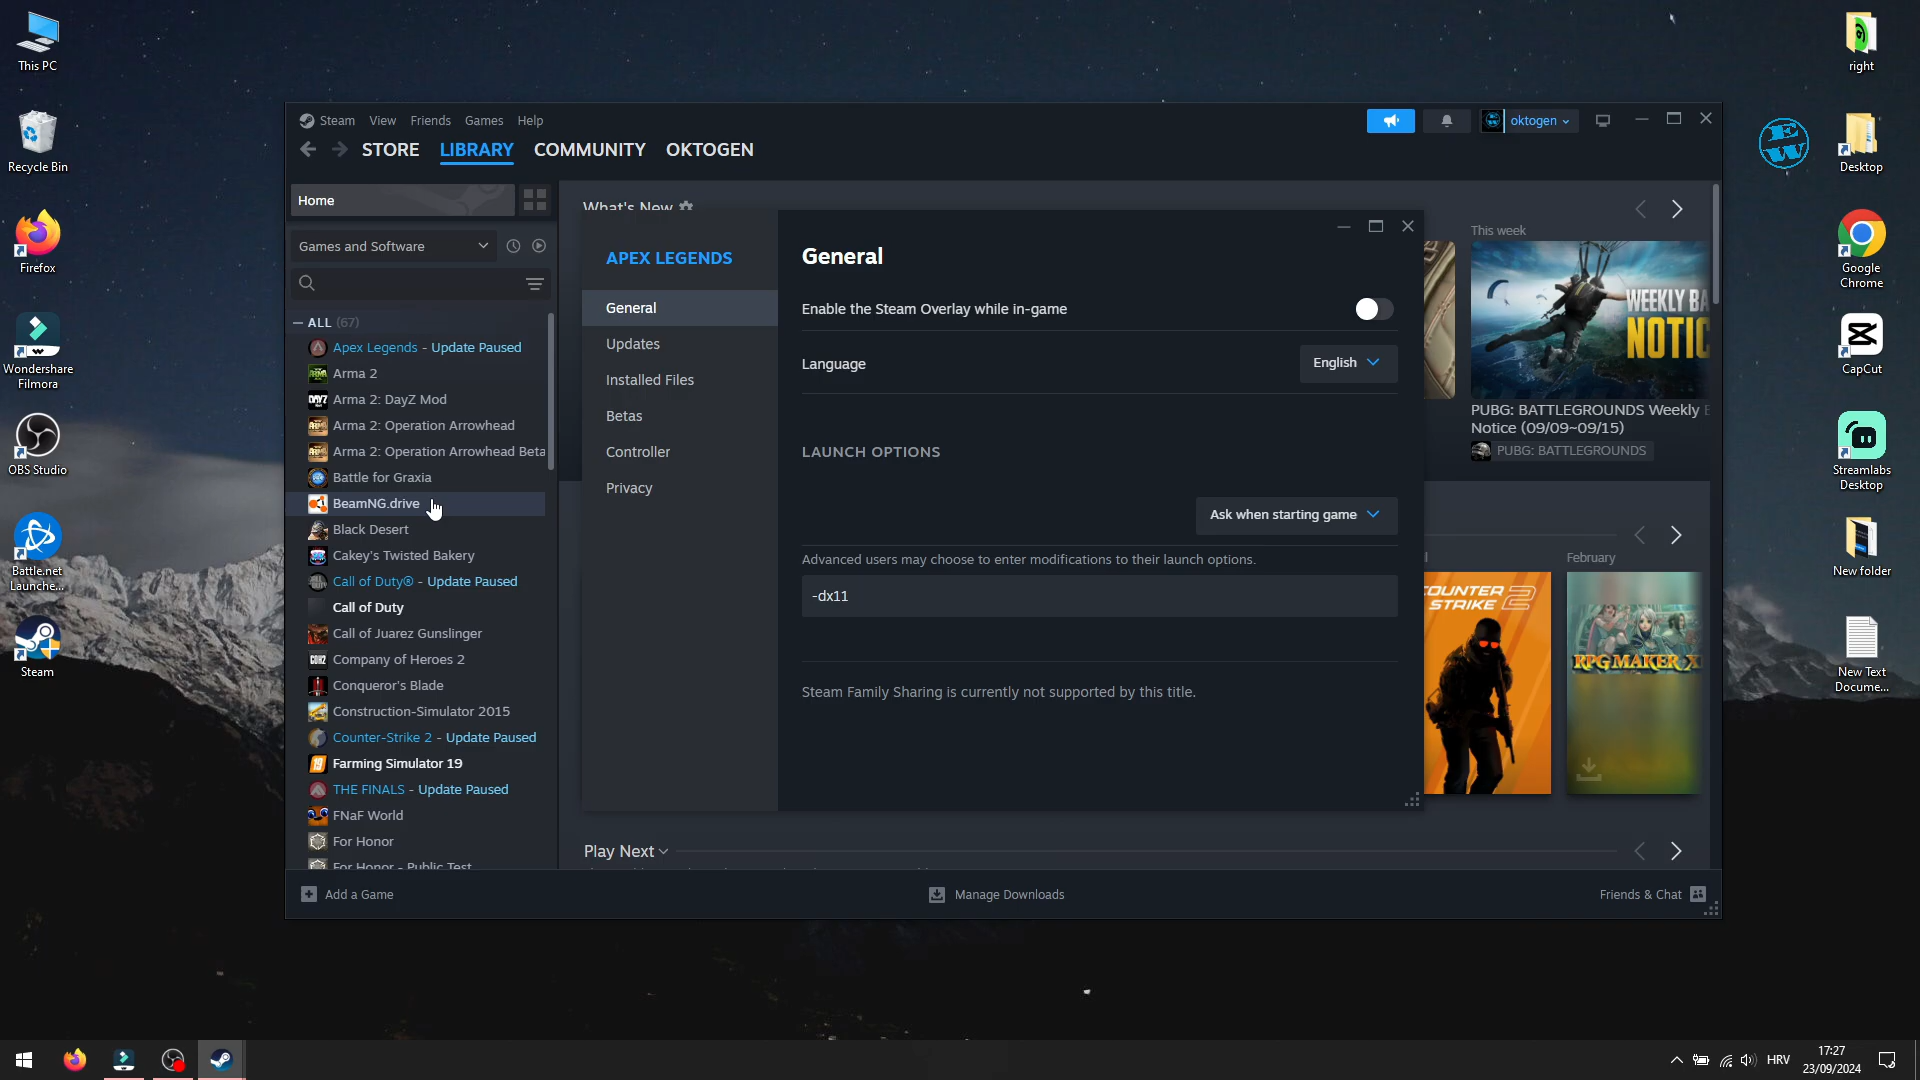 This PC
Recycle Bin
Firefox
Wondershare
Filmora
OBS Studio
Battle.net
Launche...
Steam
Steam
View
Friends
Games
Help
oktogen
STORE
LIBRARY
COMMUNITY
OKTOGEN
Home
Games and Software
ALL (67)
Apex Legends - Update Paused
Arma 2
Arma 2: DayZ Mod
Arma 2: Operation Arrowhead
Arma 2: Operation Arrowhead Beta
Battle for Graxia
BeamNG.drive
Black Desert
Cakey's Twisted Bakery
Call of Duty® - Update Paused
Call of Duty
Call of Juarez Gunslinger
Company of Heroes 2
Conqueror's Blade
Construction-Simulator 2015
Counter-Strike 2 - Update Paused
Farming Simulator 19
THE FINALS - Update Paused
FNaF World
For Honor
For Honor - Public Test
What's New
APEX LEGENDS
General
Updates
Installed Files
Betas
Controller
Privacy
General
Enable the Steam Overlay while in-game
Language
English
LAUNCH OPTIONS
Ask when starting game
Advanced users may choose to enter modifications to their launch options.
-dx11
Steam Family Sharing is currently not supported by this title.
This week
WEEKLY BA
NOTIC
PUBG: BATTLEGROUNDS Weekly
Notice (09/09~09/15)
PUBG: BATTLEGROUNDS
February
COUNTER
STRIKE 2
RPG MAKER X
Play Next
Add a Game
Manage Downloads
Friends & Chat
right
Desktop
Google
Chrome
CapCut
Streamlabs
Desktop
New folder
New Text
Docume...
EW
HRV
17:27
23/09/2024